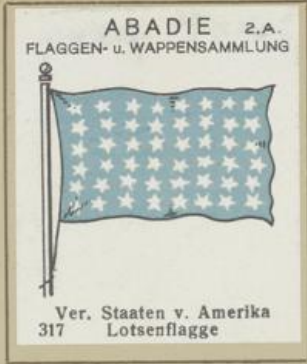 ABADIE 2.A.
FLAGGEN- u. WAPPENSAMMLUNG
Ver. Staaten v. Amerika
317 Lotsenflagge